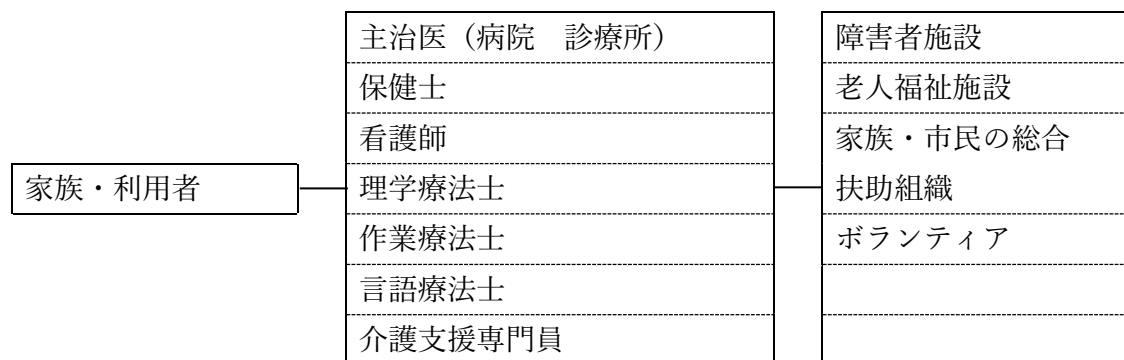 家族・利用者
主治医（病院　診療所）
保健士
看護師
理学療法士
作業療法士
言語療法士
介護支援専門員
障害者施設
老人福祉施設
家族・市民の総合
扶助組織
ボランティア